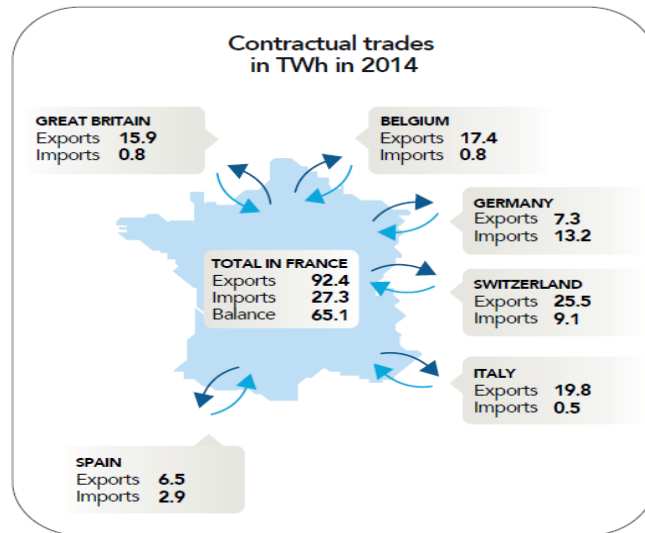 Contractual trades
in TWh in 2014
GREAT BRITAIN
Exports 15.9
Imports 0.8
BELGIUM
Exports 17.4
Imports 0.8
GERMANY
Exports 7.3
Imports 13.2
TOTAL IN FRANCE
Exports 92.4
Imports 27.3
Balance 65.1
SWITZERLAND
Exports 25.5
Imports 9.1
ITALY
Exports 19.8
Imports 0.5
SPAIN
Exports 6.5
Imports 2.9